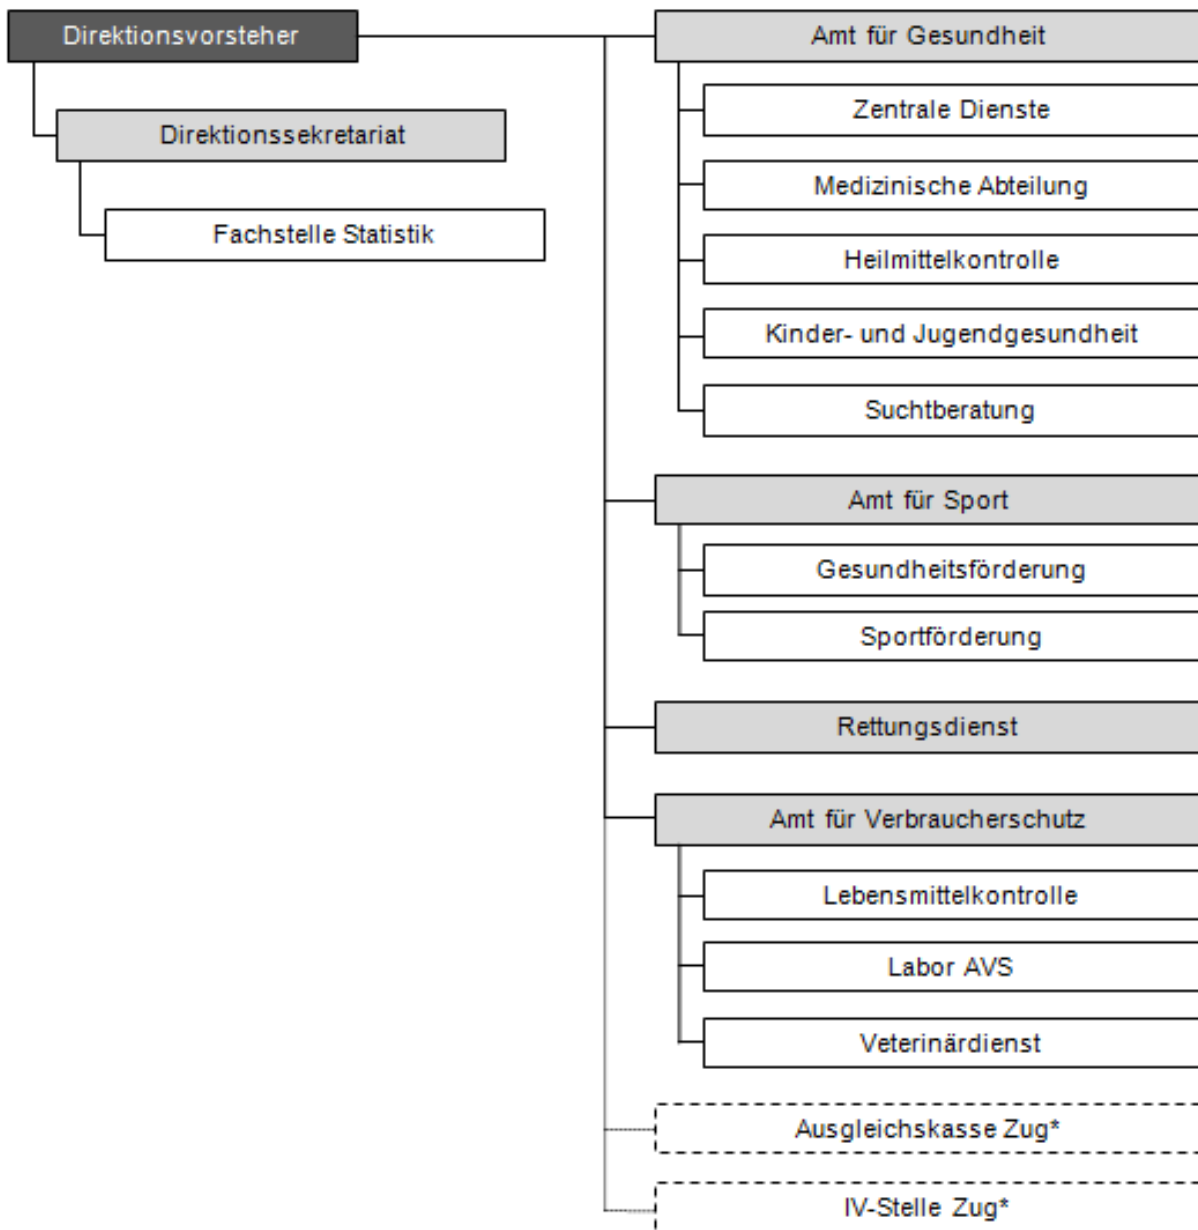 Direktionsvorsteher
Direktionssekretariat
Fachstelle Statistik
Amt für Gesundheit
Zentrale Dienste
Medizinische Abteilung
Heilmittelkontrolle
Kinder- und Jugendgesundheit
Suchtberatung
Amt für Sport
Gesundheitsförderung
Sportförderung
Rettungsdienst
Amt für Verbraucherschutz
Lebensmittelkontrolle
Labor AVS
Veterinärdienst
Ausgleichskasse Zug*
IV-Stelle Zug*